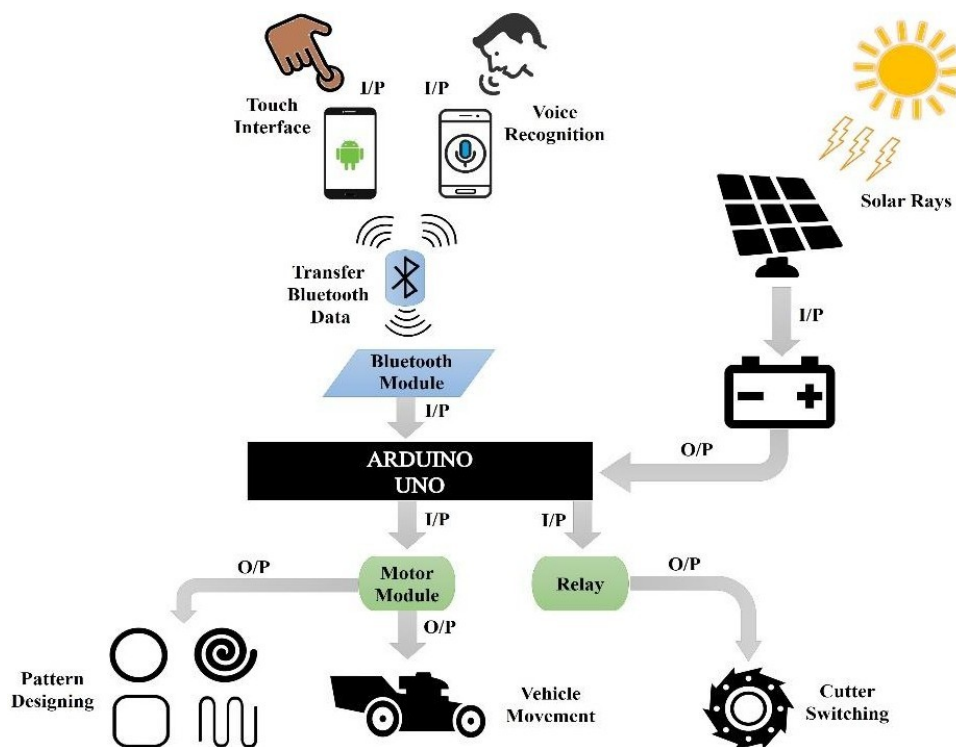 I/P
I/P
Touch
Interface
Voice
Recognition
Solar Rays
Transfer
Bluetooth
Data
I/P
Bluetooth
Module
I/P
O/P
ARDUINO
UNO
I/P
I/P
O/P
Motor
Module
Relay
O/P
O/P
Pattern
Designing
Vehicle
Movement
Cutter
Switching